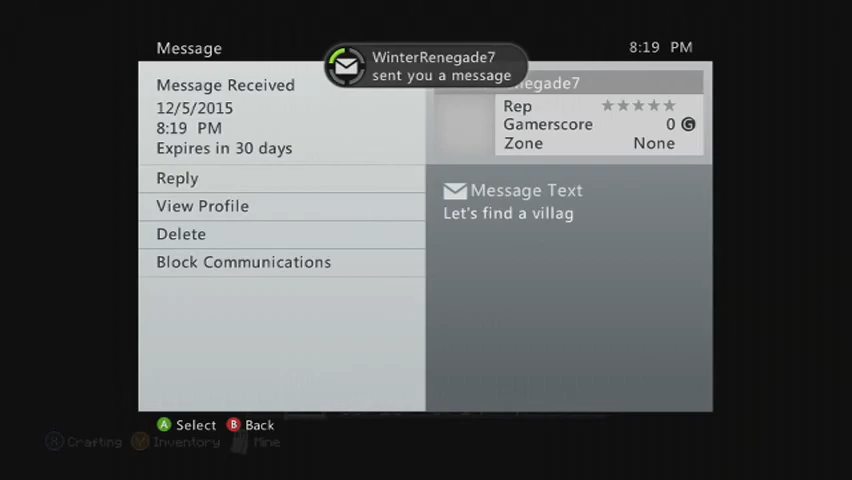 Message
WinterRenegade7
sent you a message
8:19 PM
Message Received
12/5/2015
8:19 PM
Expires in 30 days
Reply
View Profile
Delete
Block Communications
enegade7
Rep
Gamerscore 0 G
Zone None
Message Text
Let's find a villag
A Select B Back
X Crafting Y Inventory Mine